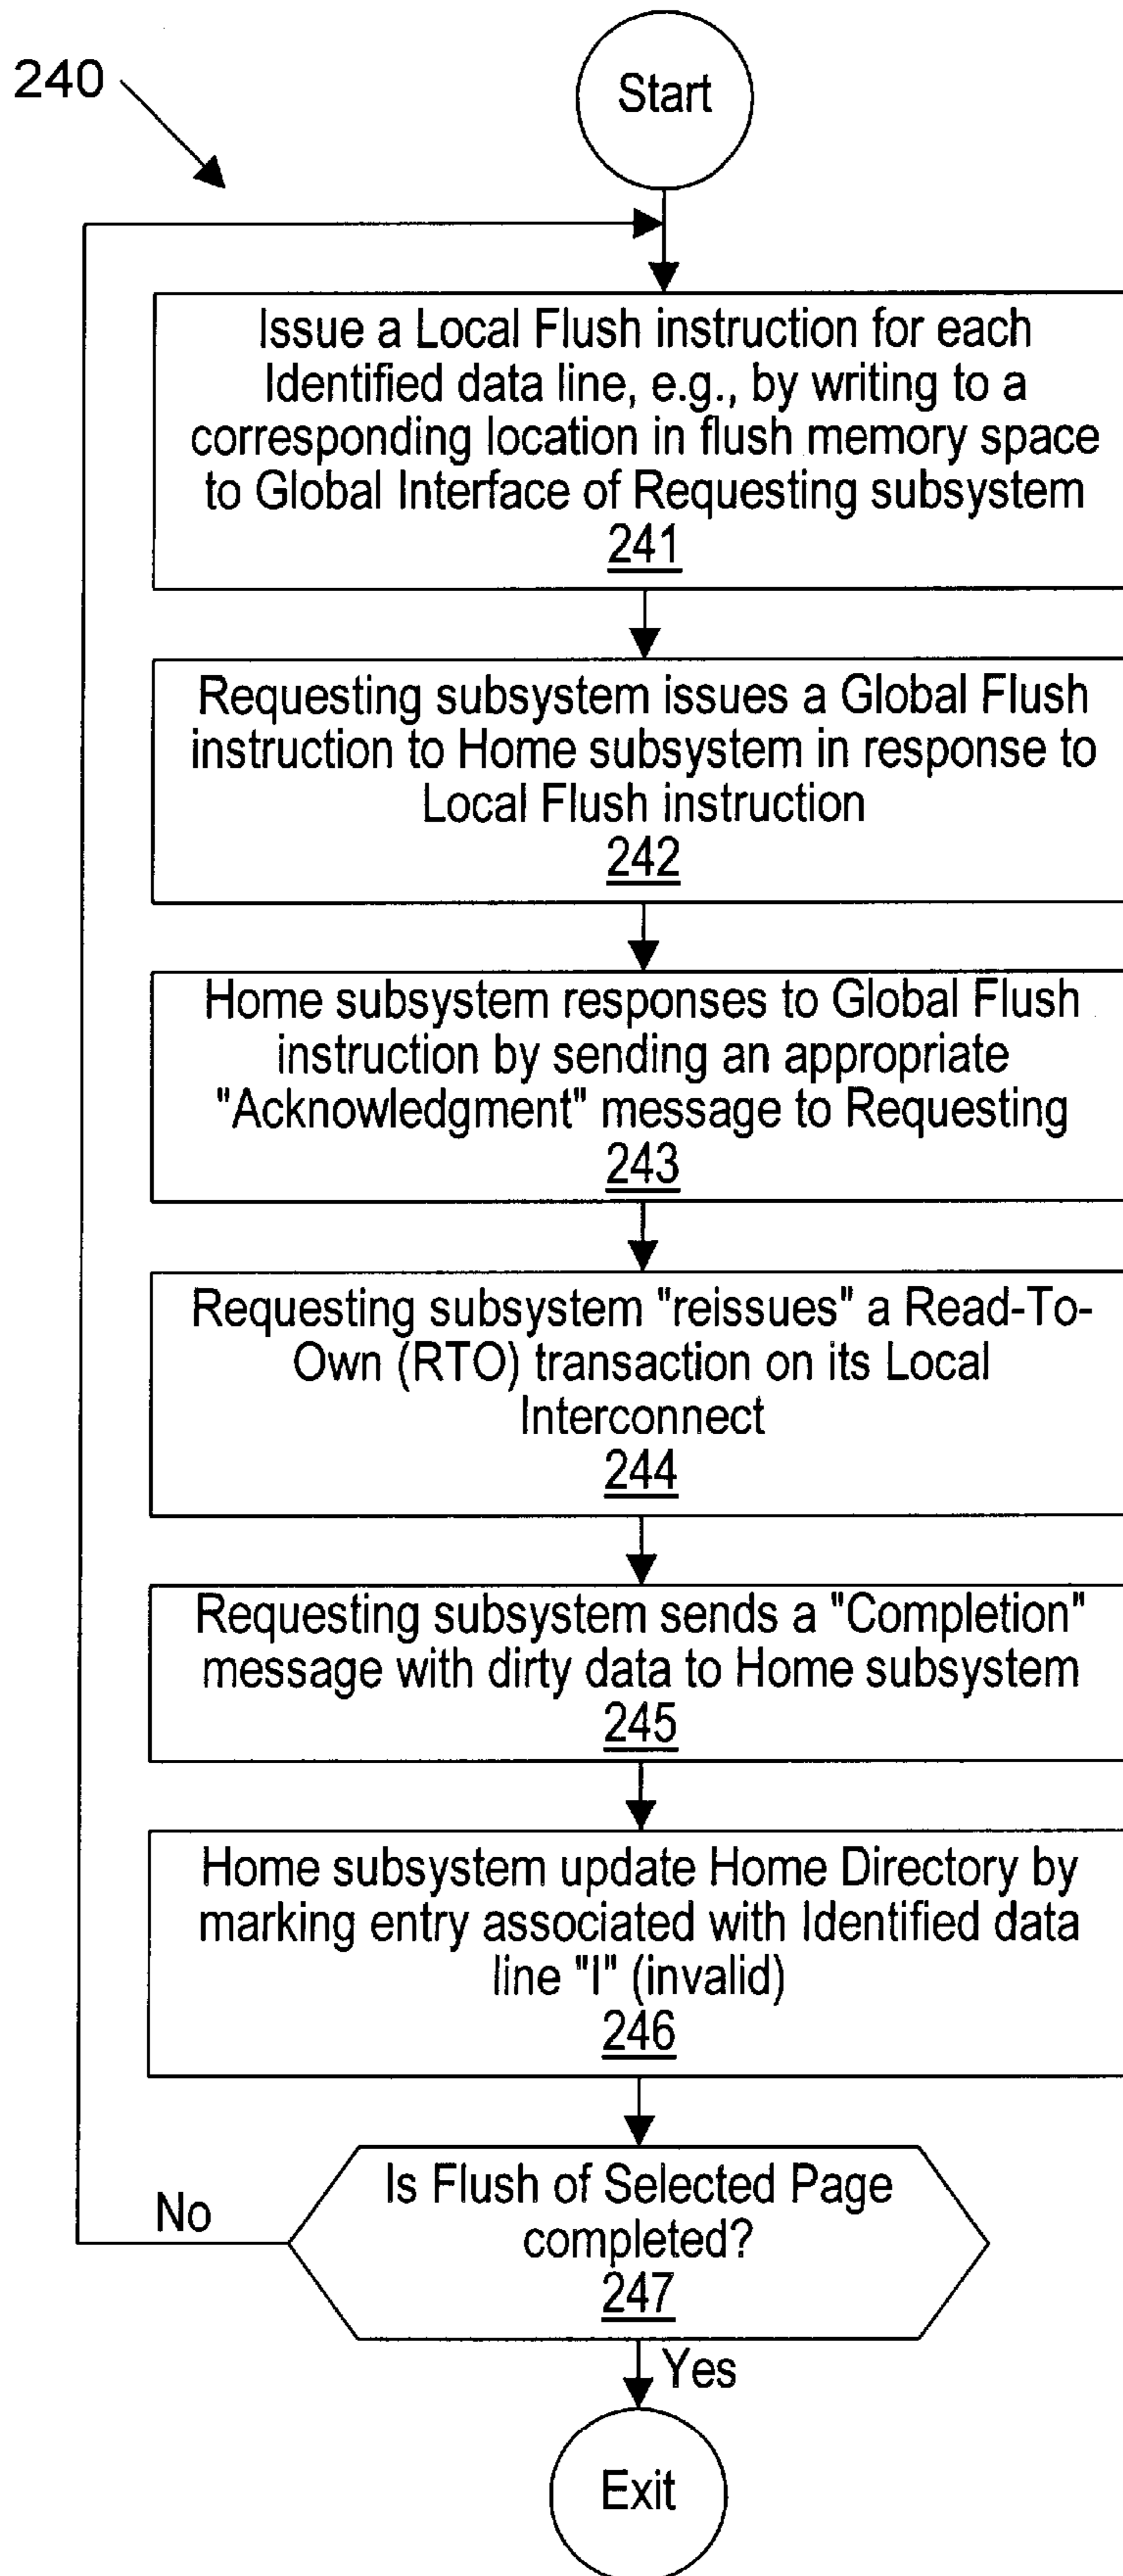 240
Start
Issue a Local Flush instruction for each
Identified data line, e.g., by writing to a
corresponding location in flush memory space
to Global Interface of Requesting subsystem
241
Requesting subsystem issues a Global Flush
instruction to Home subsystem in response to
Local Flush instruction
242
Home subsystem responses to Global Flush
instruction by sending an appropriate
"Acknowledgment" message to Requesting
243
Requesting subsystem "reissues" a Read-To-
Own (RTO) transaction on its Local
Interconnect
244
Requesting subsystem sends a "Completion"
message with dirty data to Home subsystem
245
Home subsystem update Home Directory by
marking entry associated with Identified data
line "I" (invalid)
246
Is Flush of Selected Page
completed?
247
No
Yes
Exit